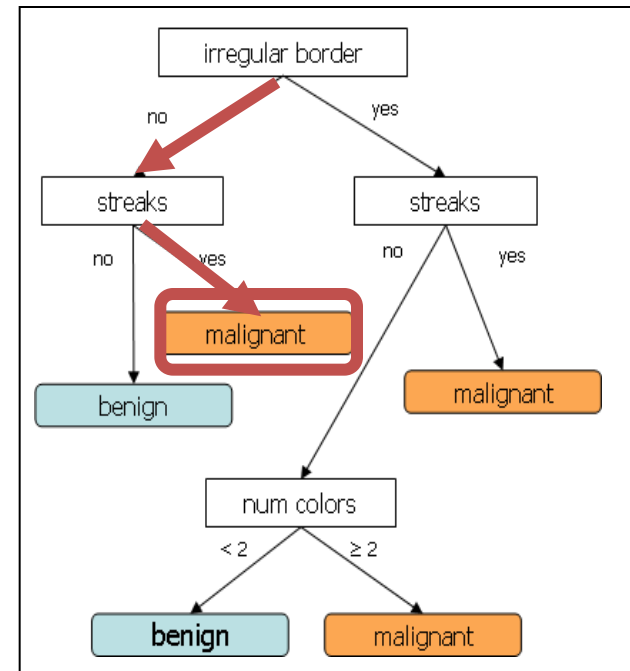 irregular border
no
yes
streaks
streaks
no
yes
no
yes
malignant
benign
malignant
num colors
< 2
≥ 2
benign
malignant